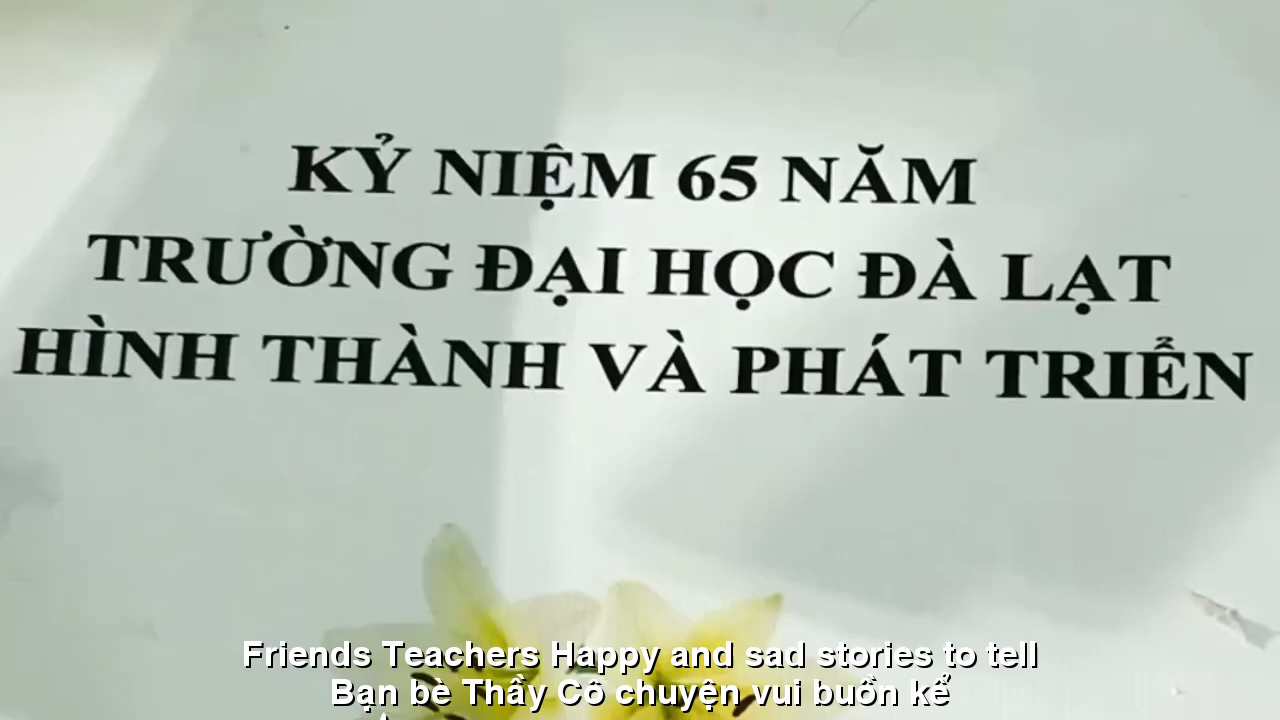 KỶ NIỆM 65 NĂM
TRƯỜNG ĐẠI HỌC ĐÀ LẠT
HÌNH THÀNH VÀ PHÁT TRIỂN
Friends Teachers Happy and sad stories to tell
Bạn bè Thầy Cô chuyện vui buồn kể